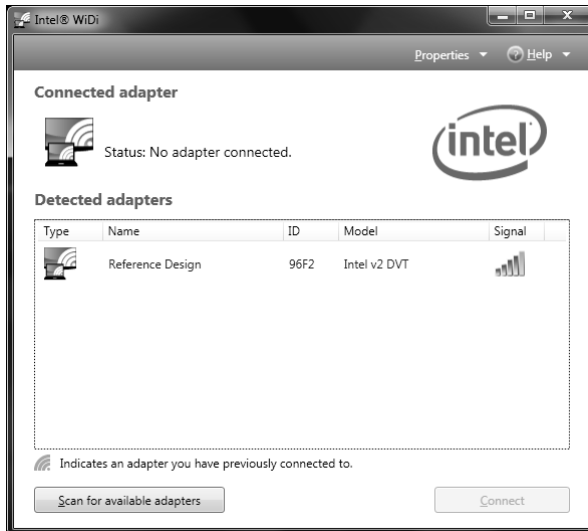 Intel® WiDi
Properties Help
Connected adapter
Status: No adapter connected.
intel
Detected adapters
Type Name ID Model Signal
Reference Design 96F2 Intel v2 DVT
Indicates an adapter you have previously connected to.
Scan for available adapters Connect